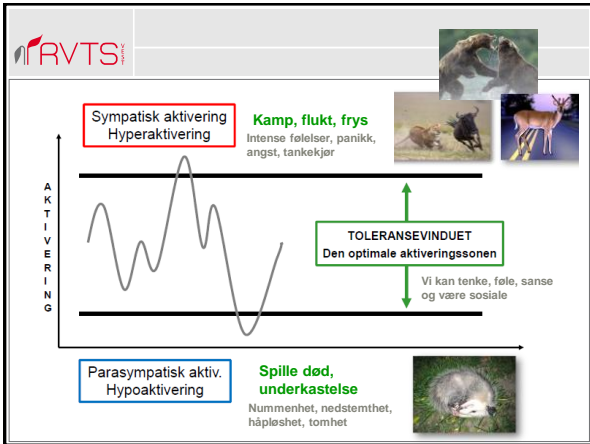 RVTS
VEST
Sympatisk aktivering
Hyperaktivering
Kamp, flukt, frys
Intense følelser, panikk,
angst, tankekjør
AKTIVERING
TOLERANSEVINDUET
Den optimale aktiveringssonen
Vi kan tenke, føle, sanse
og være sosiale
Parasympatisk aktiv.
Hypoaktivering
Spille død,
underkastelse
Nummenhet, nedstemthet,
håpløshet, tomhet